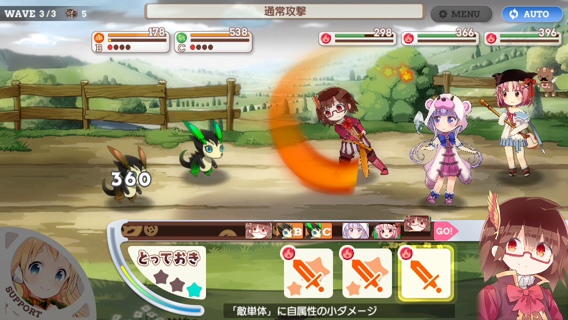 WAVE 3/3 5
通常攻撃
MENU
AUTO
178
B
538
C
298
366
396
360
B
C
GO!
とっておき
SUPPORT
「敵単体」に自属性の小ダメージ